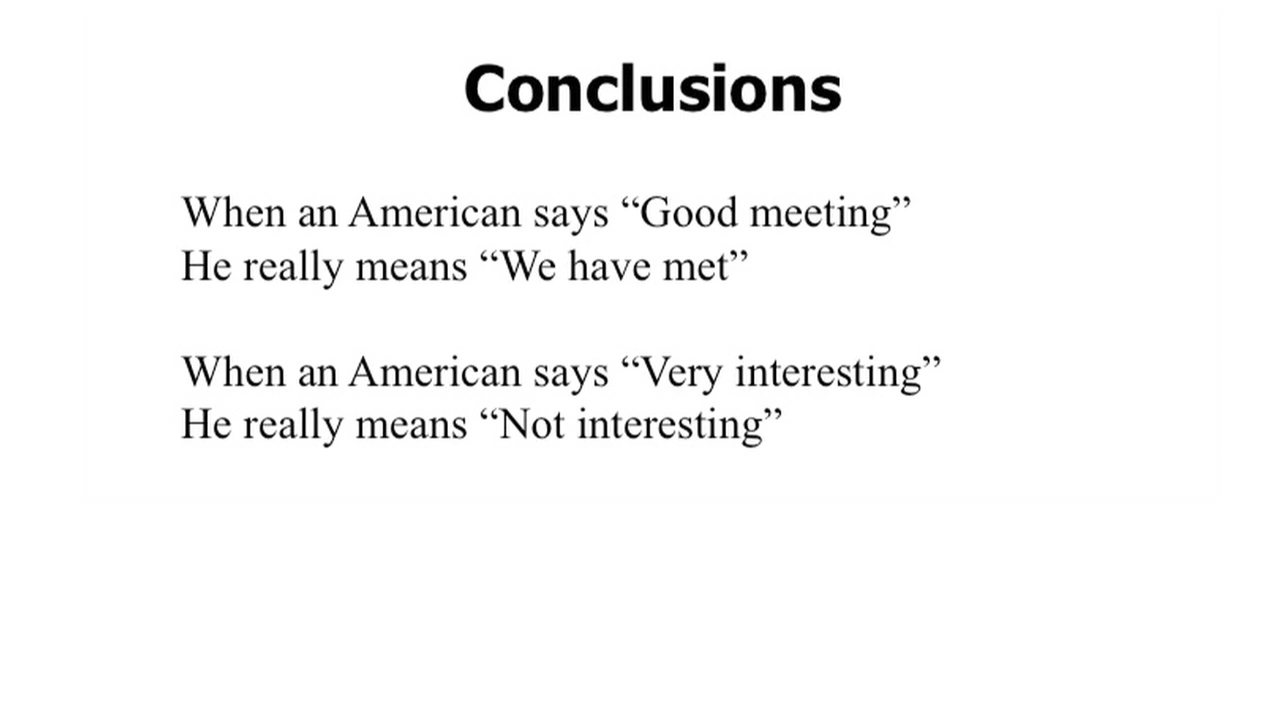 Conclusions
When an American says “Good meeting”
He really means “We have met”
When an American says “Very interesting”
He really means “Not interesting”